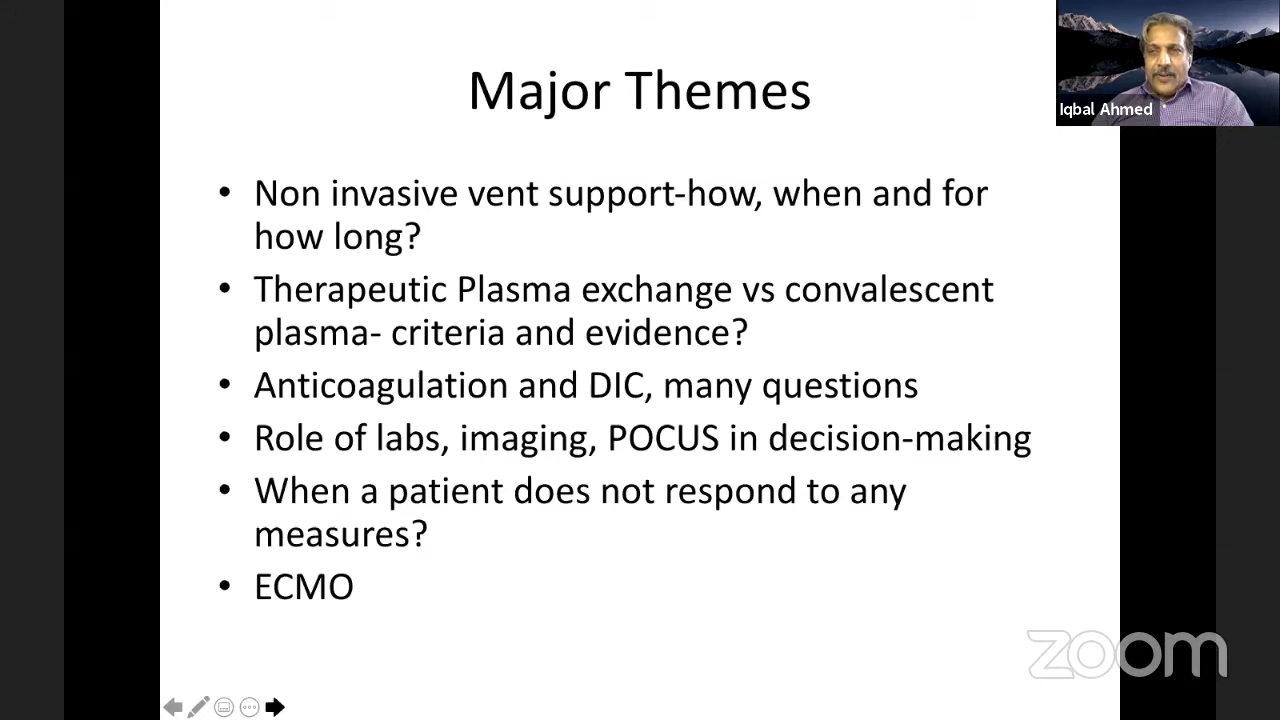 Major Themes
Iqbal Ahmed
• Non invasive vent support-how, when and for
how long?
• Therapeutic Plasma exchange vs convalescent
plasma- criteria and evidence?
• Anticoagulation and DIC, many questions
• Role of labs, imaging, POCUS in decision-making
• When a patient does not respond to any
measures?
• ECMO
zoom